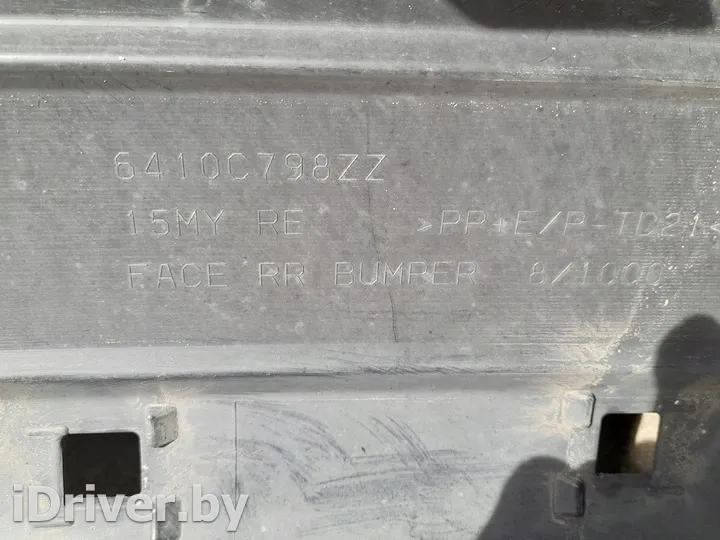 6410C798ZZ
15MY RE >PP+E/P-TD21<
FACE RR BUMPER 8/1000
iDriver.by